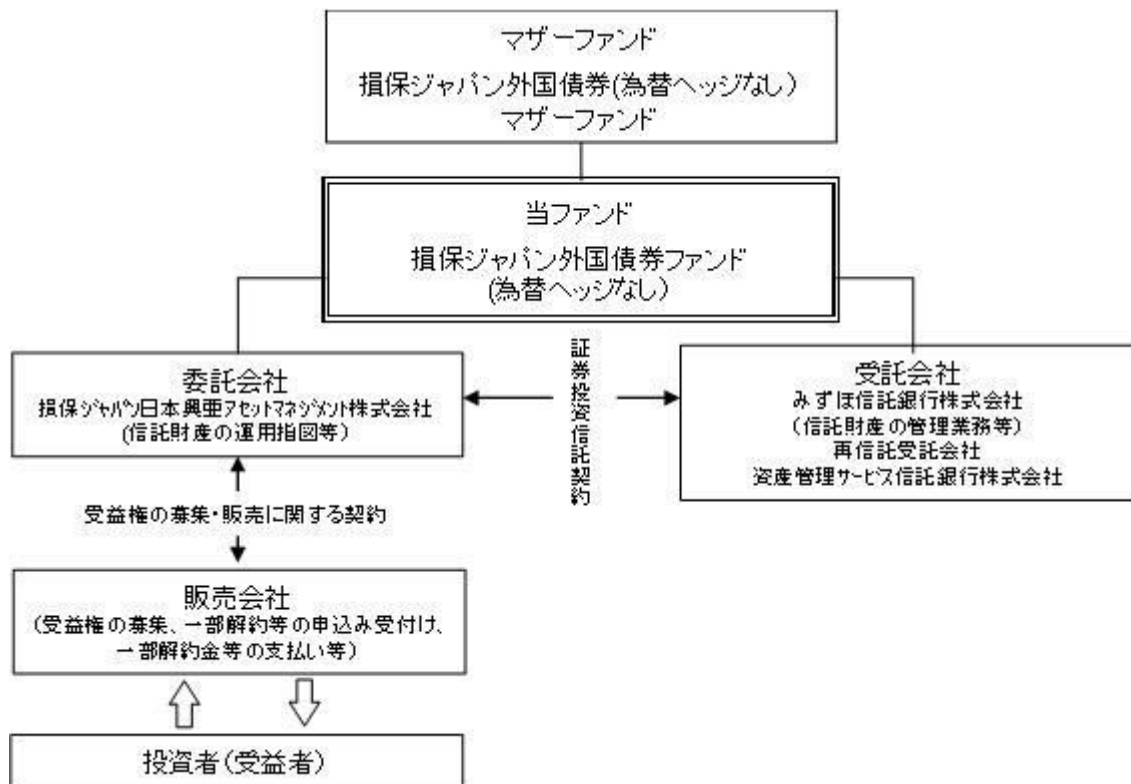 マザーファンド
損保ジャパン外国債券(為替ヘッジなし)
マザーファンド
当ファンド
損保ジャパン外国債券ファンド
(為替ヘッジなし)
委託会社
損保ジャパン日本興亜アセットマネジメント株式会社
(信託財産の運用指図等)
証券投資信託契約
受託会社
みずほ信託銀行株式会社
(信託財産の管理業務等)
再信託受託会社
資産管理サービス信託銀行株式会社
受益権の募集・販売に関する契約
販売会社
(受益権の募集、一部解約等の申込み受付け、
一部解約金等の支払い等)
投資者(受益者)